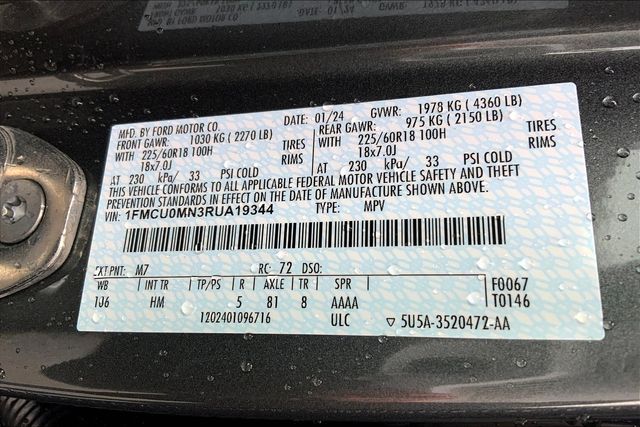 MFD. BY FORD MOTOR CO. DATE: 01/24 GVWR: 1978 KG ( 4360 LB)
FRONT GAWR: 1030 KG ( 2270 LB) REAR GAWR: 975 KG ( 2150 LB)
WITH 225/60R18 100H TIRES WITH 225/60R18 100H TIRES
18x7.0J RIMS 18x7.0J RIMS
AT 230 kPa/ 33 PSI COLD AT 230 kPa/ 33 PSI COLD
THIS VEHICLE CONFORMS TO ALL APPLICABLE FEDERAL MOTOR VEHICLE SAFETY AND THEFT
PREVENTION STANDARDS IN EFFECT ON THE DATE OF MANUFACTURE SHOWN ABOVE.
VIN: 1FMCU0MN3RUA19344 TYPE: MPV
EXT PNT: M7 RC: 72 DSO: F0067
WB INT TR TP/PS R AXLE TR SPR T0146
1U6 HM 5 81 8 AAAA
1202401096716 ULC ▽ 5U5A-3520472-AA